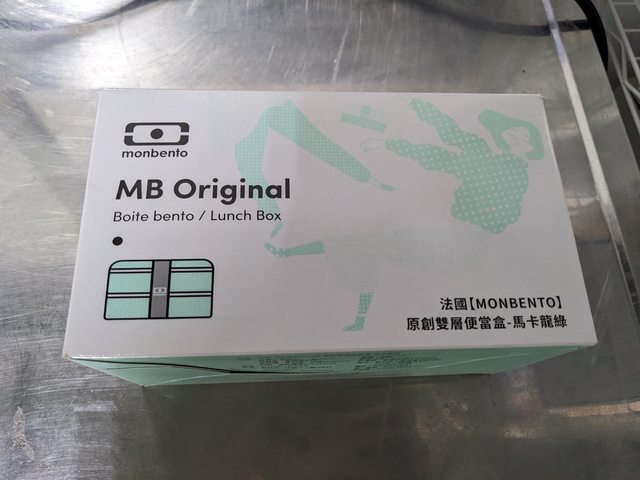 monbento
MB Original
Boite bento / Lunch Box
法國【MONBENTO】
原創雙層便當盒-馬卡龍綠